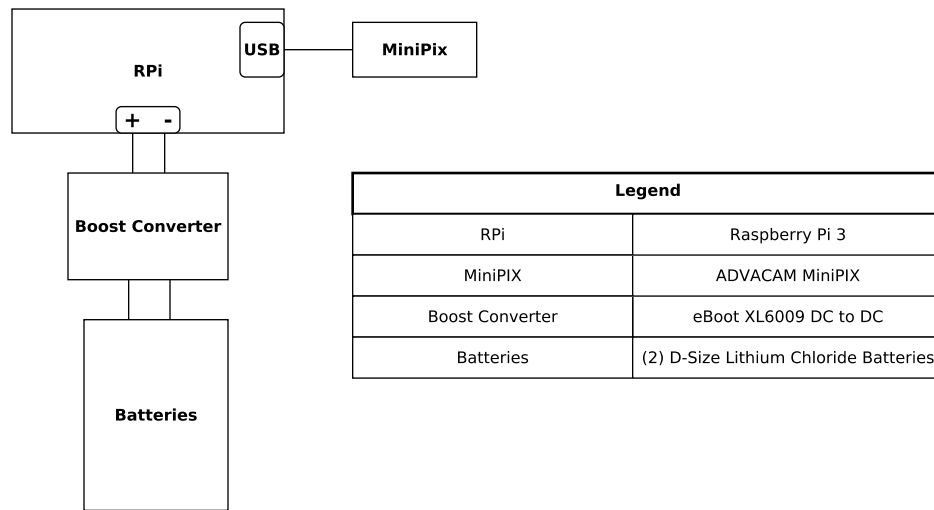 USB
MiniPix
RPi
+ -
Boost Converter
Batteries
Legend
RPi Raspberry Pi 3
MiniPIX ADVACAM MiniPIX
Boost Converter eBoot XL6009 DC to DC
Batteries (2) D-Size Lithium Chloride Batteries